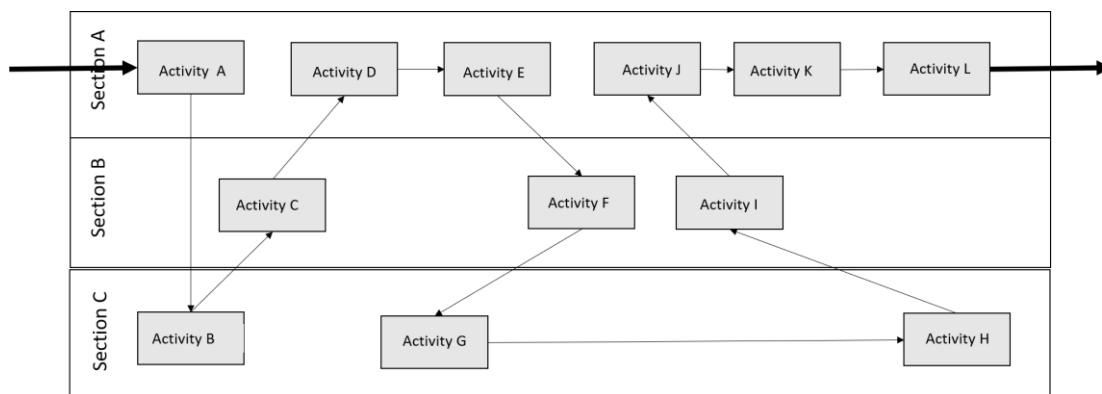 Section A
Activity A
Activity D
Activity E
Activity J
Activity K
Activity L
Section B
Activity C
Activity F
Activity I
Section C
Activity B
Activity G
Activity H